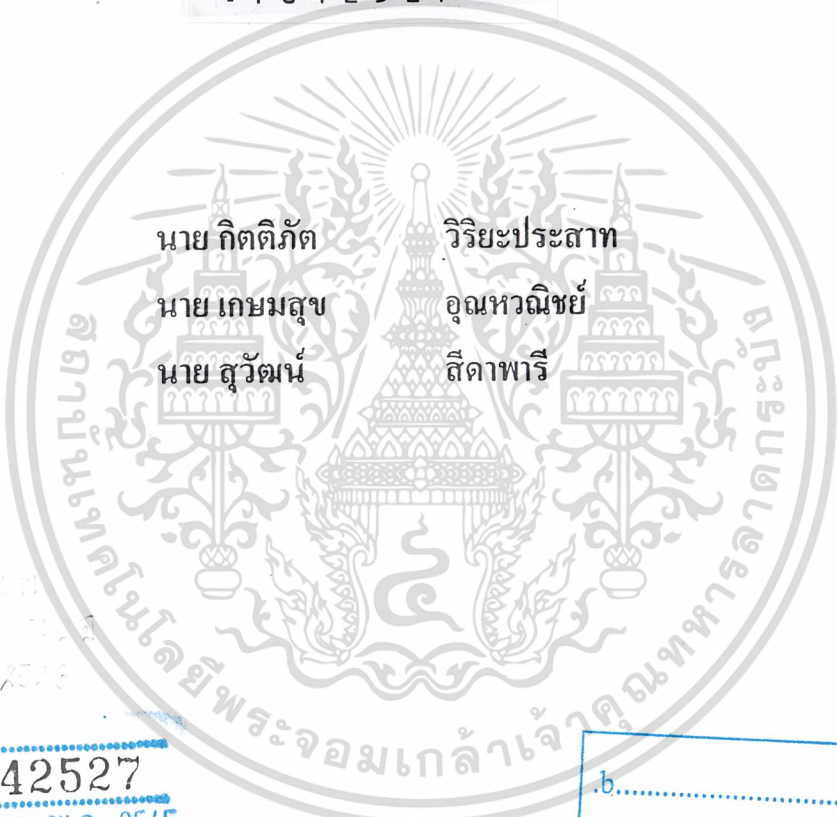 นาย กิตติภัต วิริยะประสาท
นาย เกษมสุข อุณหวณิชย์
นาย สุวัฒน์ สีดาพารี
สถาบันเทคโนโลยีพระจอมเกล้าเจ้าคุณทหารลาดกระบัง
42527
.b